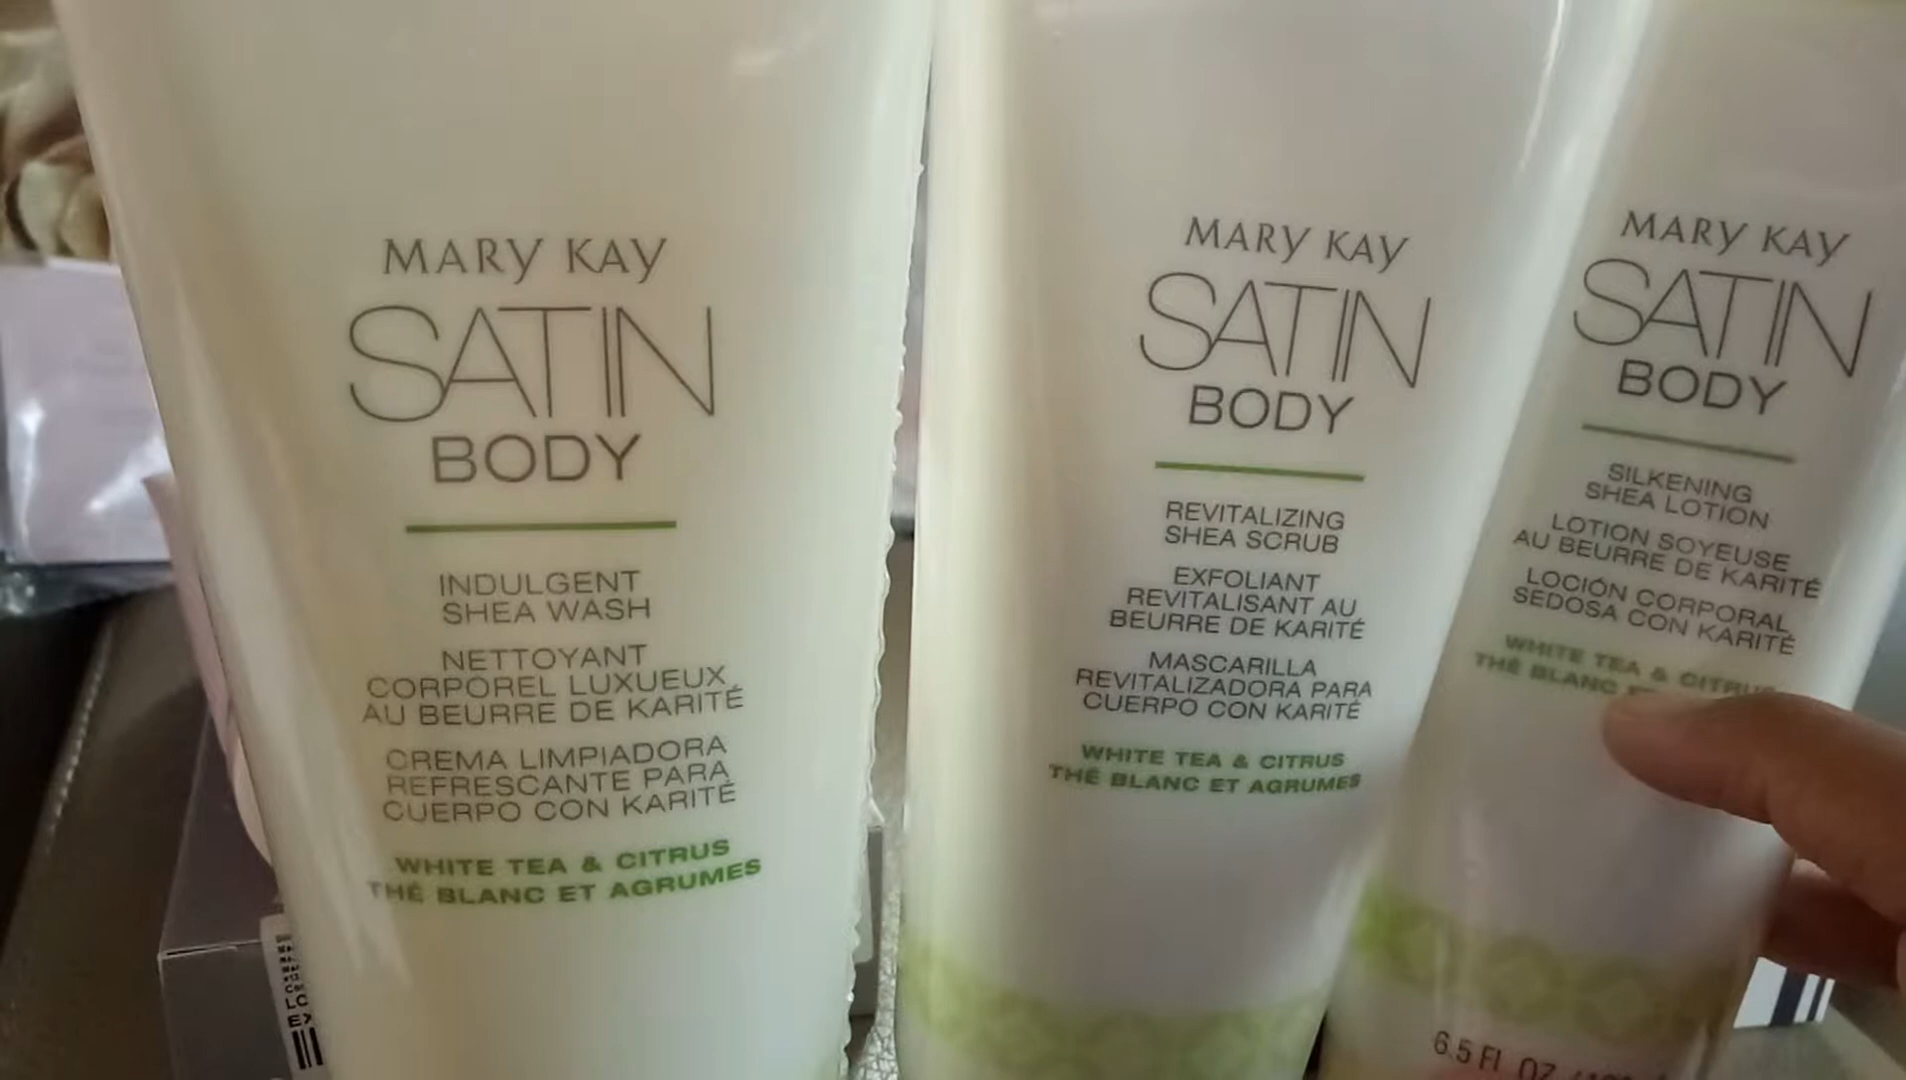 MARY KAY
SATIN
BODY
INDULGENT
SHEA WASH
NETTOYANT
CORPOREL LUXUEUX
AU BEURRE DE KARITÉ
CREMA LIMPIADORA
REFRESCANTE PARA
CUERPO CON KARITÉ
WHITE TEA & CITRUS
THÉ BLANC ET AGRUMES
MARY KAY
SATIN
BODY
REVITALIZING
SHEA SCRUB
EXFOLIANT
REVITALISANT AU
BEURRE DE KARITÉ
MASCARILLA
REVITALIZADORA PARA
CUERPO CON KARITÉ
WHITE TEA & CITRUS
THÉ BLANC ET AGRUMES
MARY KAY
SATIN
BODY
SILKENING
SHEA LOTION
LOTION SOYEUSE
AU BEURRE DE KARITÉ
LOCIÓN CORPORAL
SEDOSA CON KARITÉ
WHITE TEA & CITRUS
THÉ BLANC
6.5 FL OZ